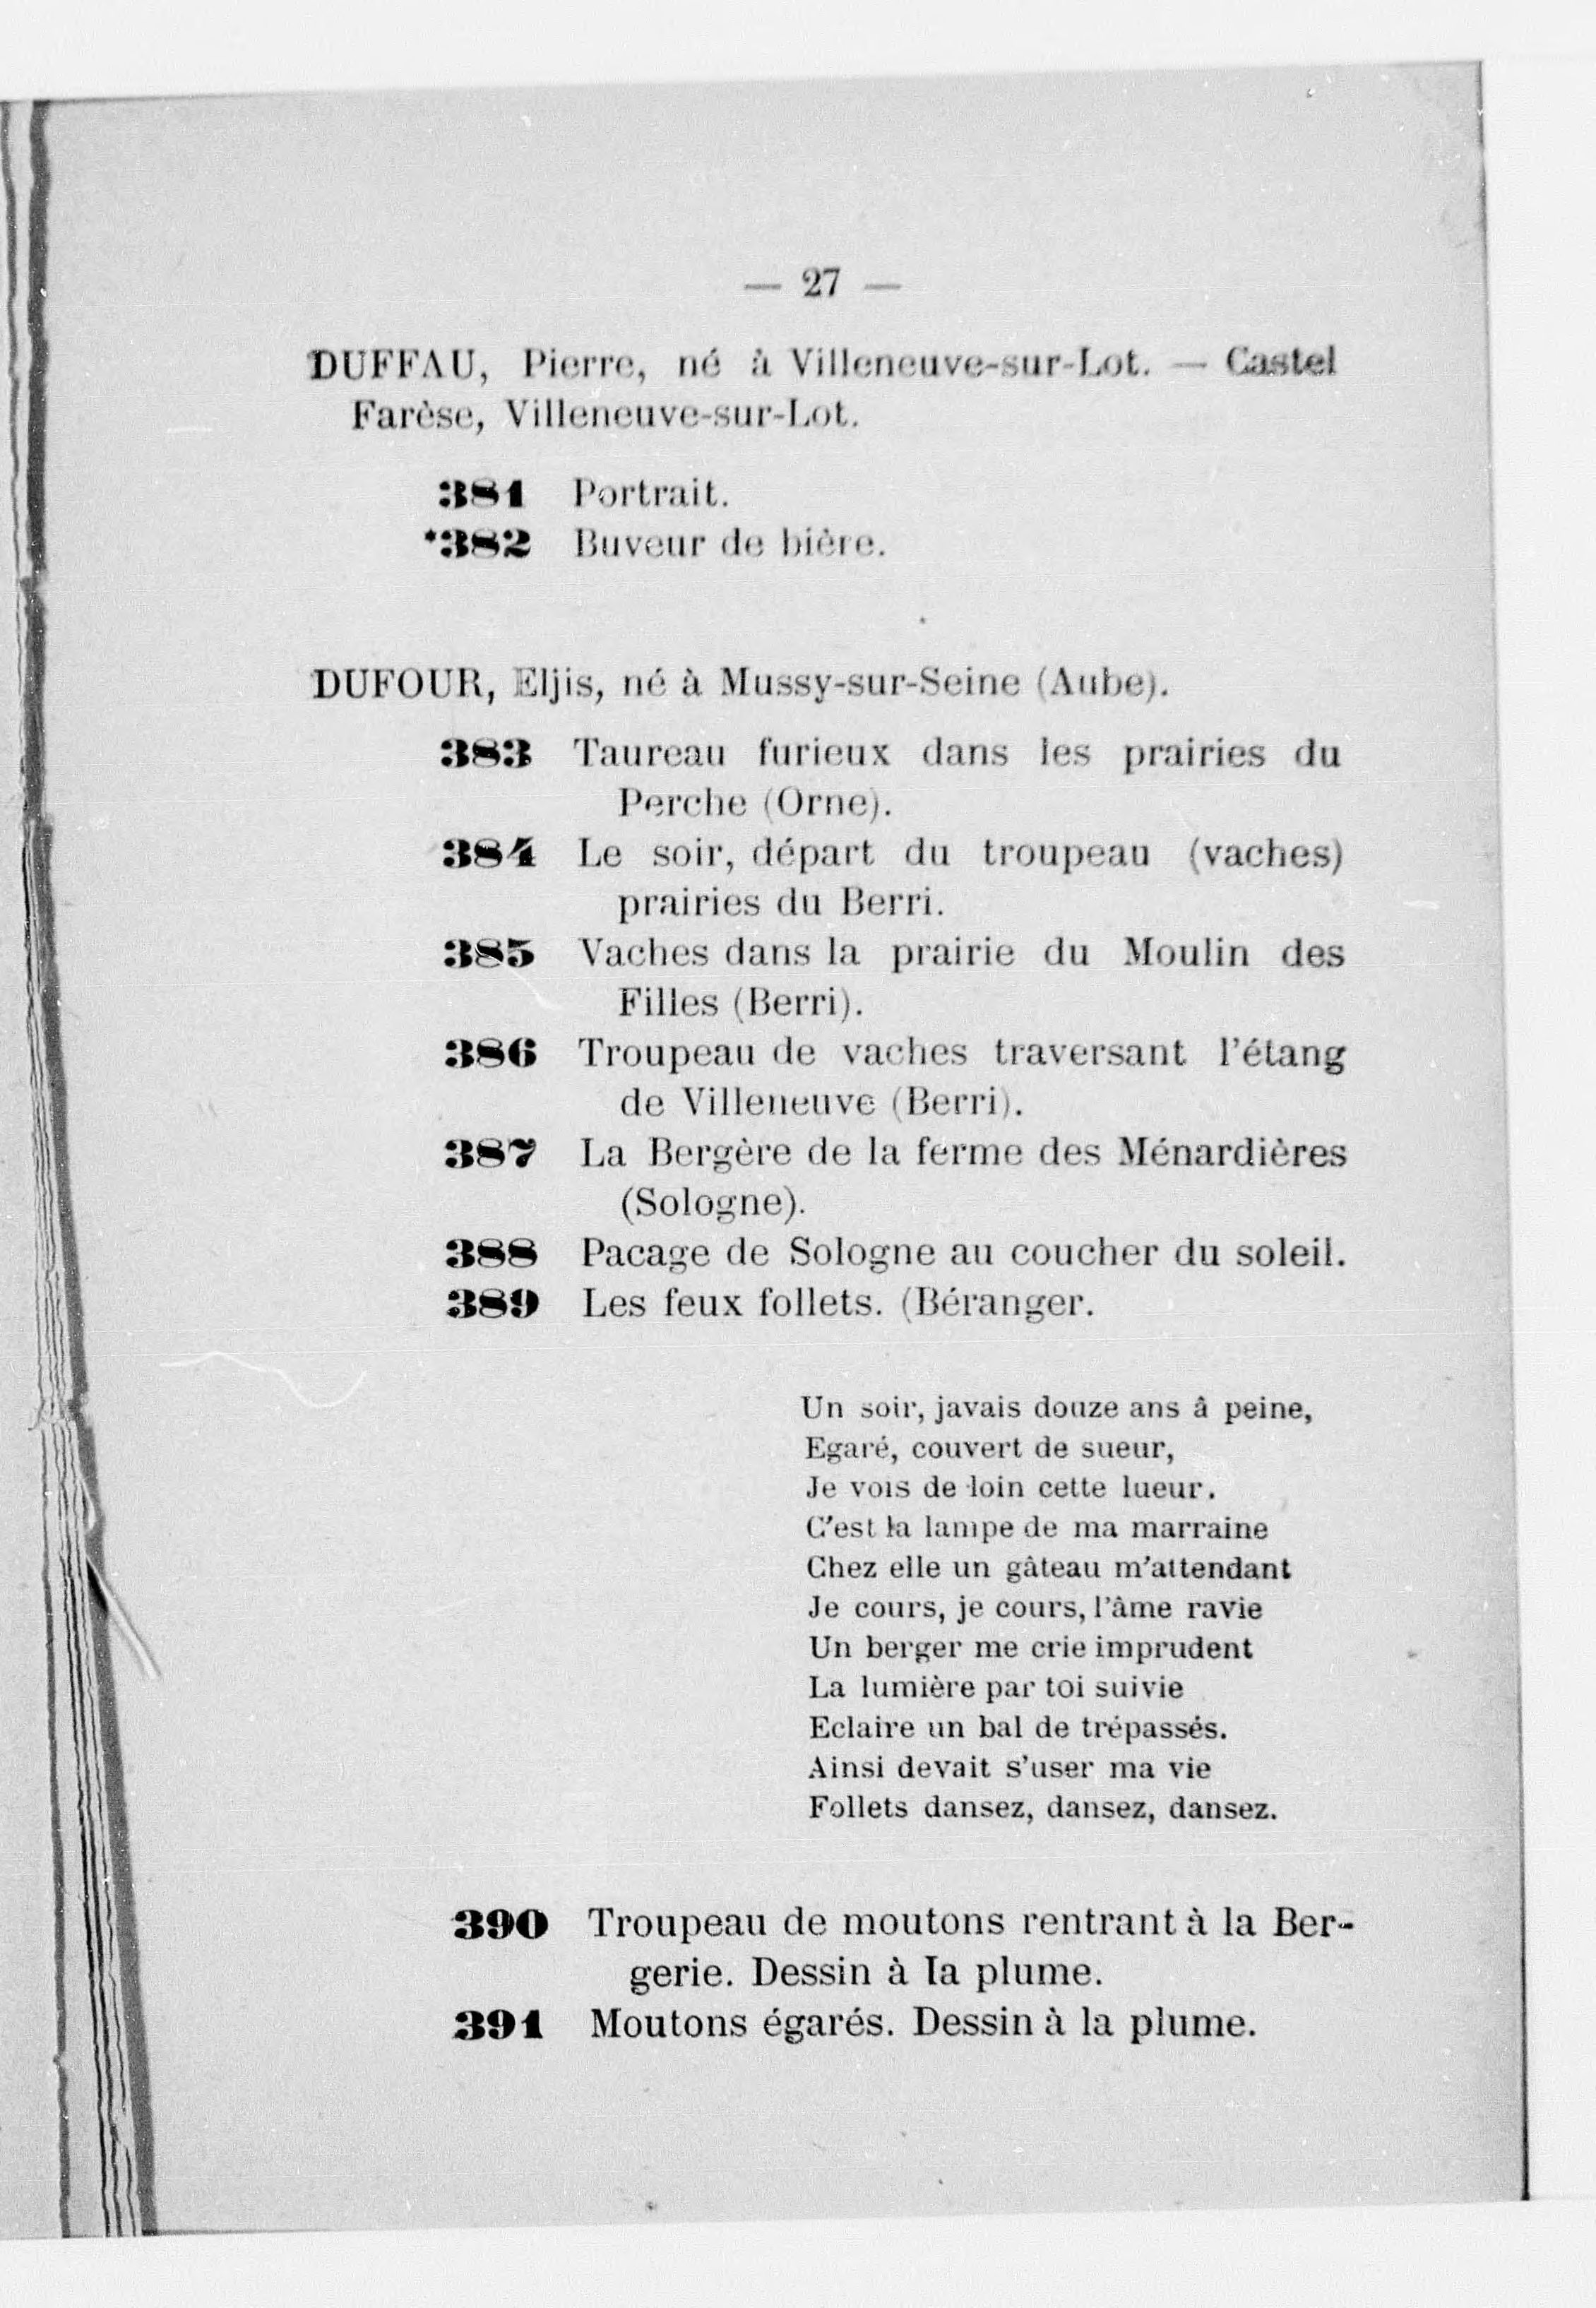 — 27 —
DUFFAU, Pierre, né à Villeneuve-sur-Lot. — Castel
Farèse, Villeneuve-sur-Lot.
381 Portrait.
*382 Buveur de bière.
DUFOUR, Eljis, né à Mussy-sur-Seine (Aube).
383 Taureau furieux dans les prairies du
Perche (Orne).
384 Le soir, départ du troupeau (vaches)
prairies du Berri.
385 Vaches dans la prairie du Moulin des
Filles (Berri).
386 Troupeau de vaches traversant l'étang
de Villeneuve (Berri).
387 La Bergère de la ferme des Ménardières
(Sologne).
388 Pacage de Sologne au coucher du soleil.
389 Les feux follets. (Béranger.
Un soir, javais douze ans â peine,
Egaré, couvert de sueur,
Je vois de loin cette lueur.
C'est la lampe de ma marraine
Chez elle un gâteau m'attendant
Je cours, je cours, l'âme ravie
Un berger me crie imprudent
La lumière par toi suivie
Eclaire un bal de trépassés.
Ainsi devait s'user ma vie
Follets dansez, dansez, dansez.
390 Troupeau de moutons rentrant à la Ber-
gerie. Dessin à la plume.
391 Moutons égarés. Dessin à la plume.